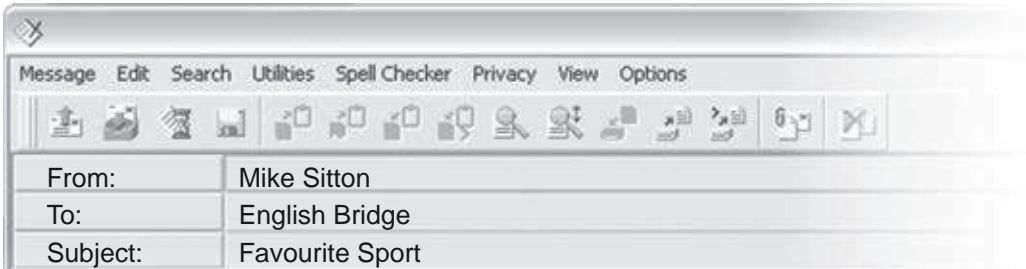 Message Edit Search Utilities Spell Checker Privacy View Options
From: Mike Sitton
To: English Bridge
Subject: Favourite Sport